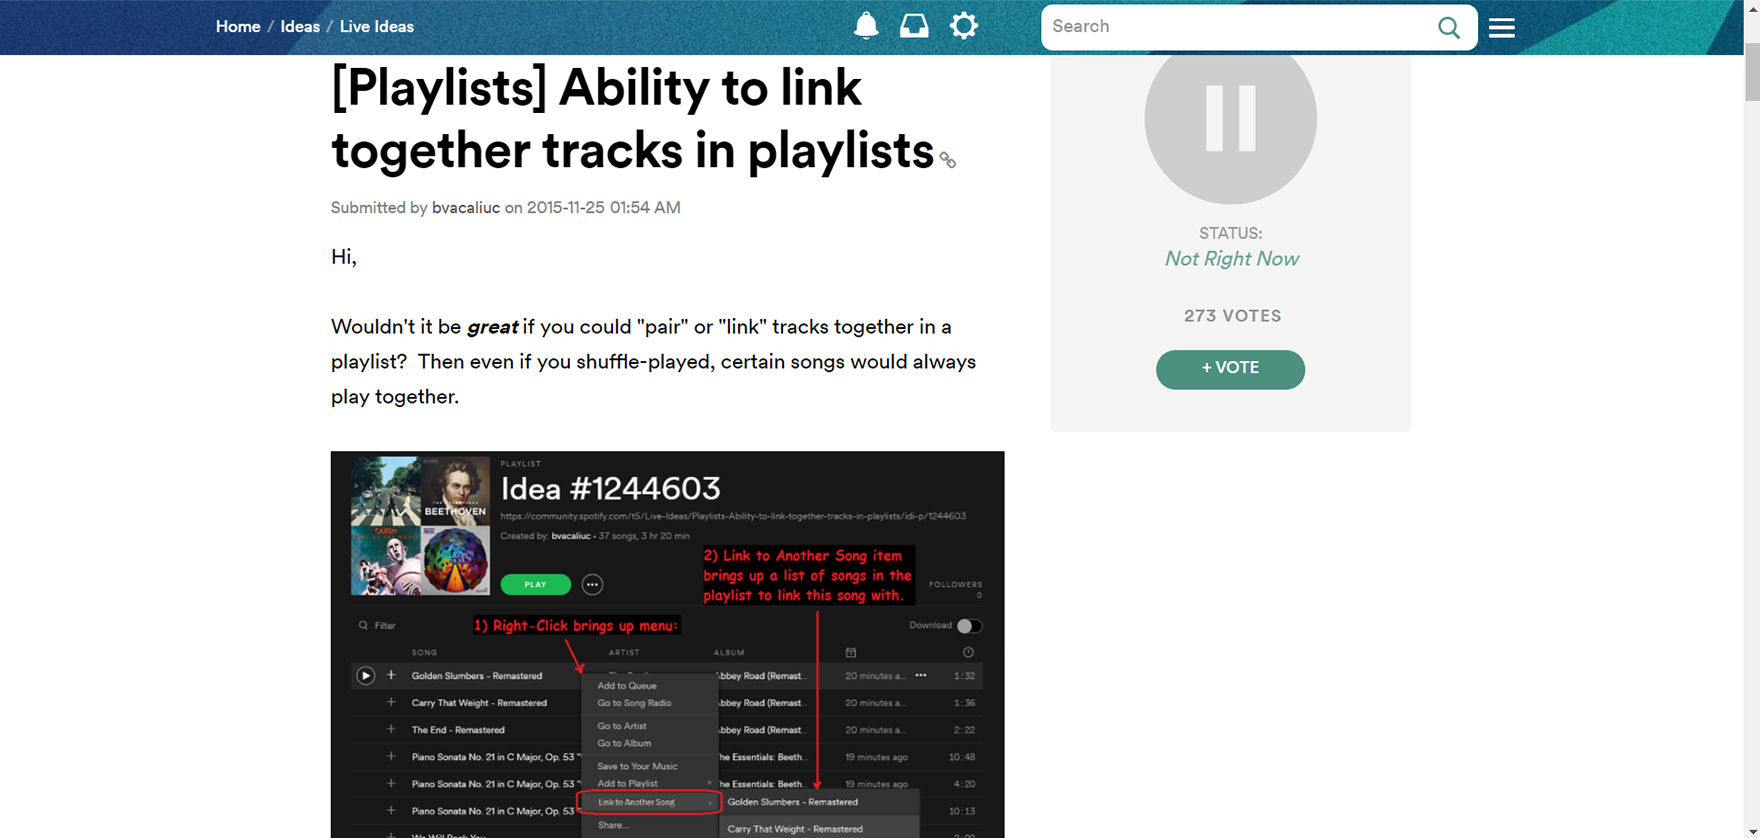 Home / Ideas / Live Ideas
Search
[Playlists] Ability to link
together tracks in playlists
Submitted by bvacaliuc on 2015-11-25 01:54 AM
STATUS:
Not Right Now
273 VOTES
+ VOTE
Hi,
Wouldn't it be great if you could "pair" or "link" tracks together in a
playlist?  Then even if you shuffle-played, certain songs would always
play together.
PLAYLIST
Idea #1244603
https://community.spotify.com/t5/Live-Ideas/Playlists-Ability-to-link-together-tracks-in-playlists/idi-p/1244603
Created by: bvacaliuc • 37 songs, 3 hr 20 min
BEETHOVEN
QUEEN
PLAY
2) Link to Another Song item
brings up a list of songs in the
playlist to link this song with.
FOLLOWERS
0
Filter
1) Right-Click brings up menu:
Download
SONG ARTIST ALBUM
Golden Slumbers - Remastered bbey Road (Remast... 20 minutes a... 1:32
Carry That Weight - Remastered bbey Road (Remast... 20 minutes a... 1:36
The End - Remastered bbey Road (Remast... 20 minutes a... 2:22
Piano Sonata No. 21 in C Major, Op. 53 " he Essentials: Beeth... 19 minutes ago 10:48
Piano Sonata No. 21 in C Major, Op. 53 he Essentials: Beeth... 19 minutes ago 4:20
Piano Sonata No. 21 in C Major, Op. 53 10:13
We Will Rock You
Add to Queue
Go to Song Radio
Go to Artist
Go to Album
Save to Your Music
Add to Playlist
Link to Another Song
Share...
Golden Slumbers - Remastered
Carry That Weight - Remastered